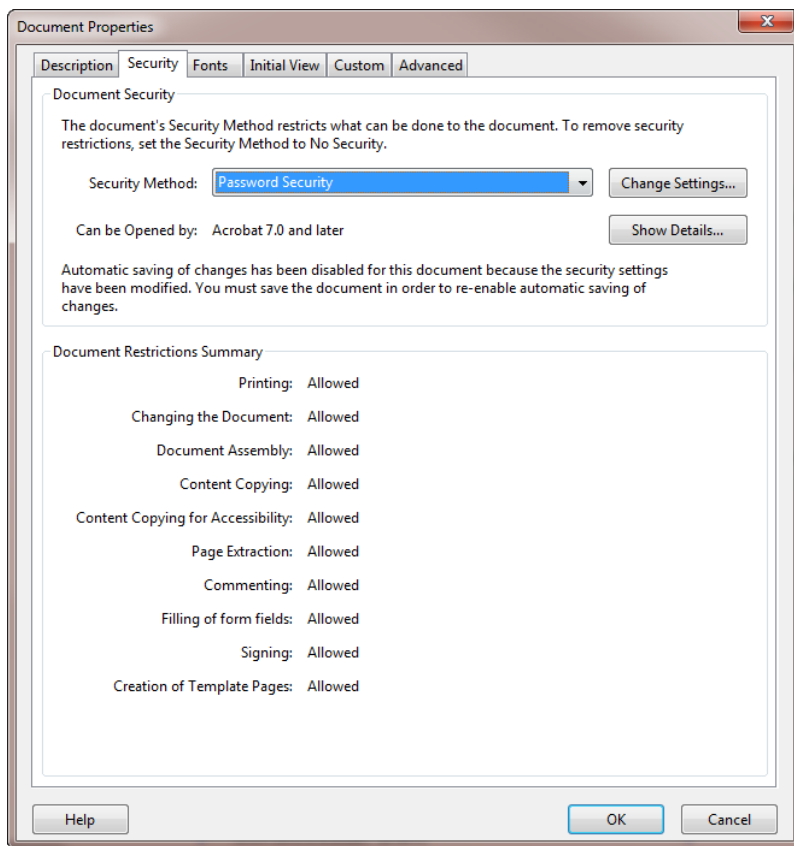 Document Properties
Description Security Fonts Initial View Custom Advanced
Document Security
The document's Security Method restricts what can be done to the document. To remove security
restrictions, set the Security Method to No Security.
Security Method: Password Security Change Settings...
Can be Opened by: Acrobat 7.0 and later Show Details...
Automatic saving of changes has been disabled for this document because the security settings
have been modified. You must save the document in order to re-enable automatic saving of
changes.
Document Restrictions Summary
Printing: Allowed
Changing the Document: Allowed
Document Assembly: Allowed
Content Copying: Allowed
Content Copying for Accessibility: Allowed
Page Extraction: Allowed
Commenting: Allowed
Filling of form fields: Allowed
Signing: Allowed
Creation of Template Pages: Allowed
Help OK Cancel